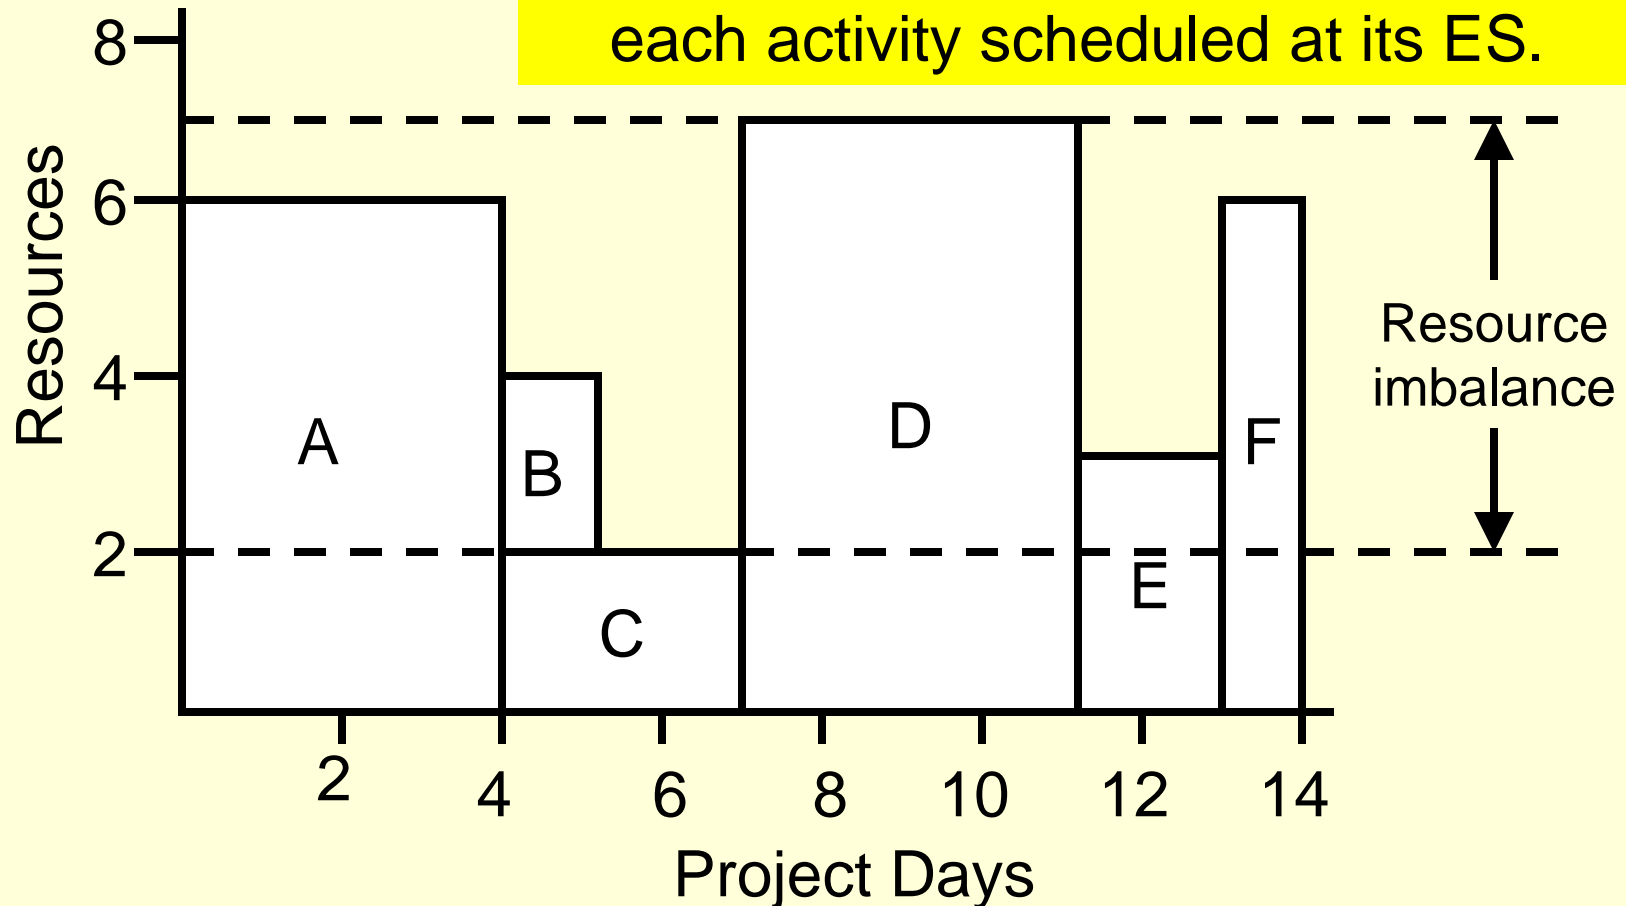 each activity scheduled at its ES.
Resources
8
6
4
2
A
B
C
D
E
F
Resource
imbalance
2 4 6 8 10 12 14
Project Days